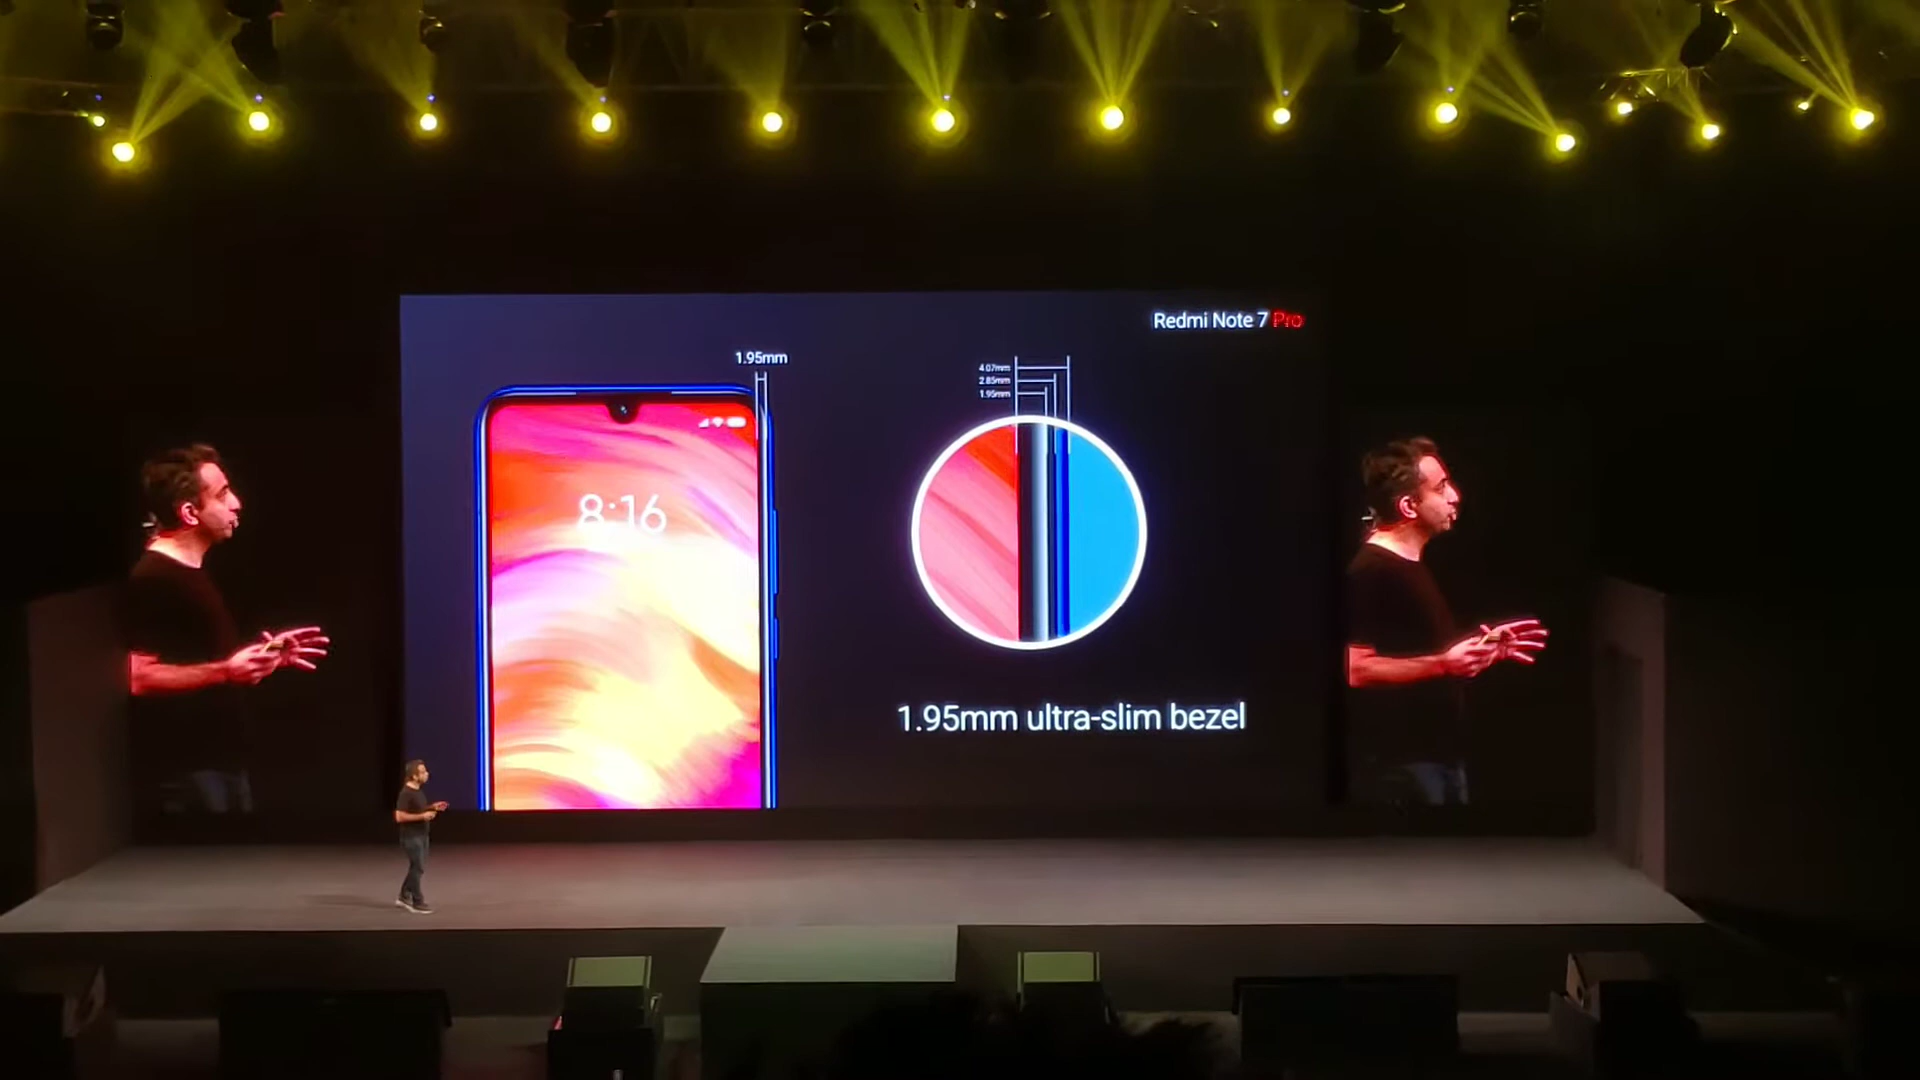 Redmi Note 7 Pro
1.95mm
4.07mm
2.85mm
1.95mm
8:16
1.95mm ultra-slim bezel